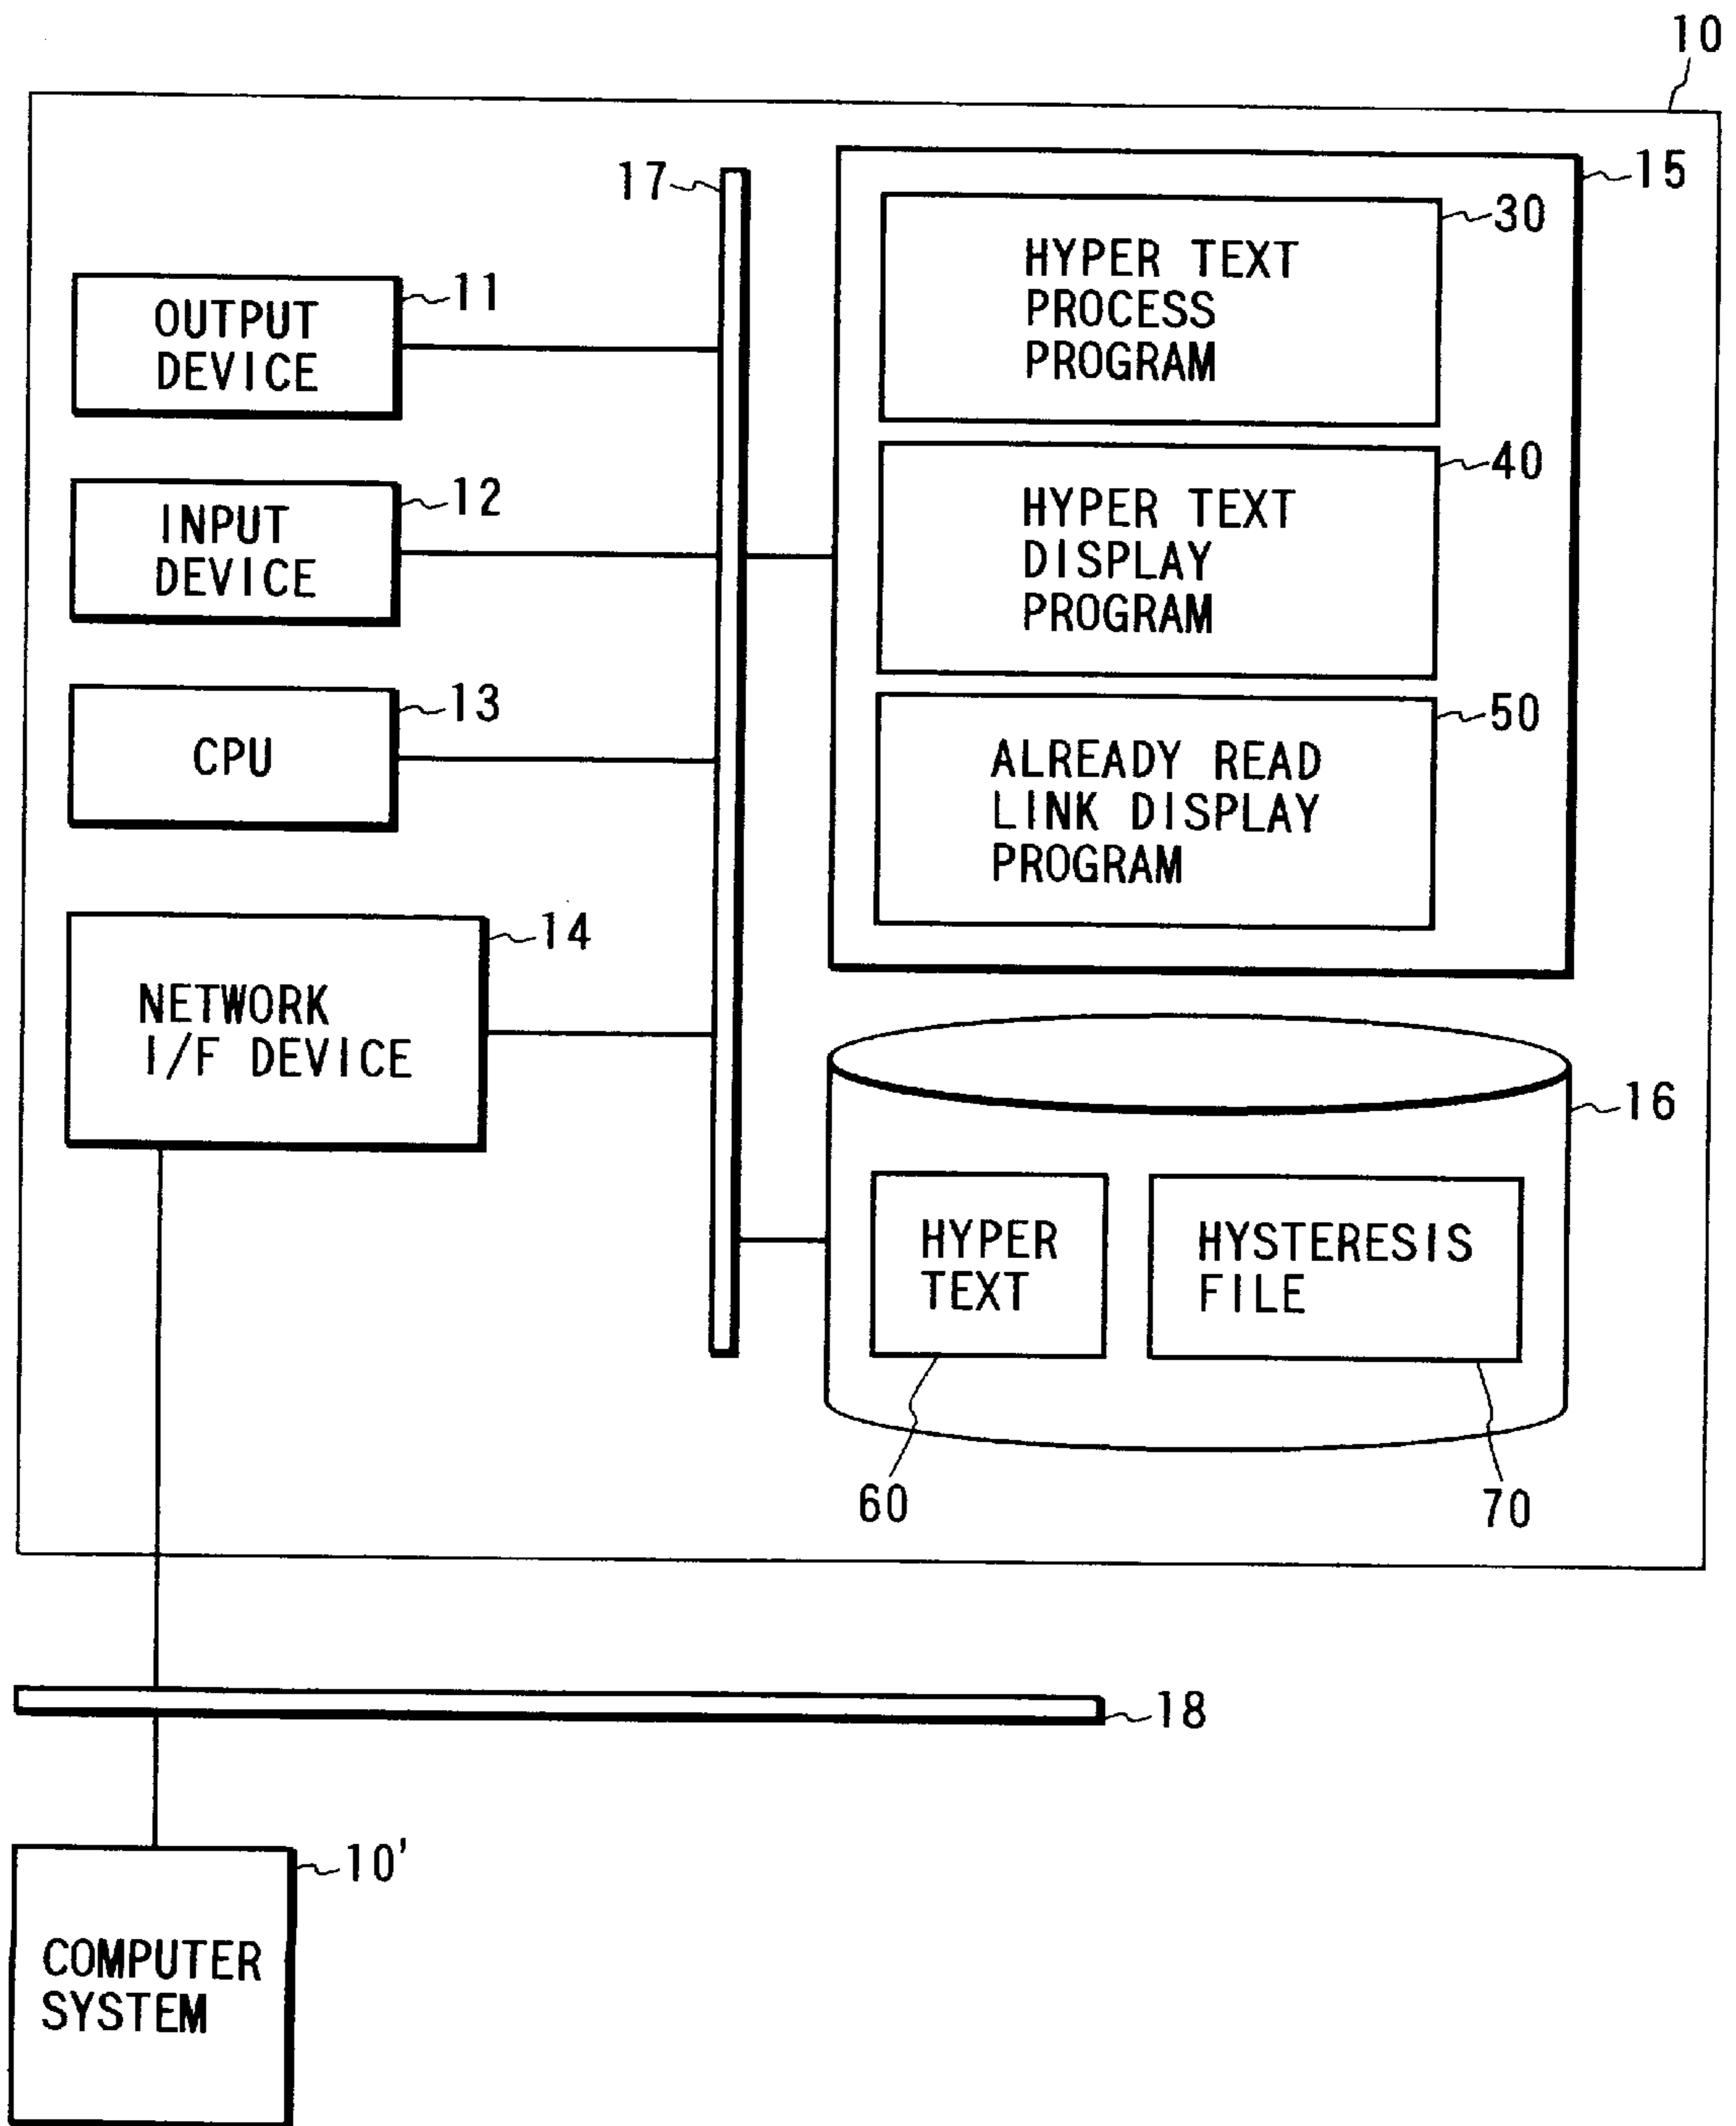 10
17
15
30
HYPER TEXT
PROCESS
PROGRAM
11
OUTPUT
DEVICE
40
HYPER TEXT
DISPLAY
PROGRAM
12
INPUT
DEVICE
50
ALREADY READ
LINK DISPLAY
PROGRAM
13
CPU
14
NETWORK
I/F DEVICE
16
HYPER
TEXT
HYSTERESIS
FILE
60
70
18
10'
COMPUTER
SYSTEM